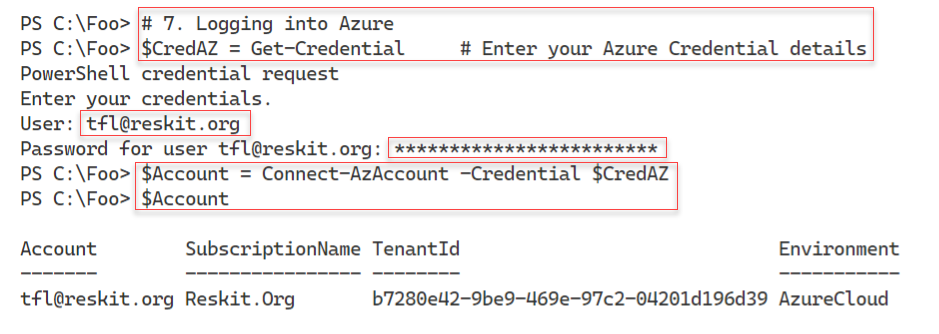 PS C:\Foo> # 7. Logging into Azure
PS C:\Foo> $CredAZ = Get-Credential     # Enter your Azure Credential details
PowerShell credential request
Enter your credentials.
User: tfl@reskit.org
Password for user tfl@reskit.org: ************************
PS C:\Foo> $Account = Connect-AzAccount -Credential $CredAZ
PS C:\Foo> $Account
Account        SubscriptionName TenantId                             Environment
-------        ---------------- --------                             -----------
tfl@reskit.org Reskit.Org       b7280e42-9be9-469e-97c2-04201d196d39 AzureCloud